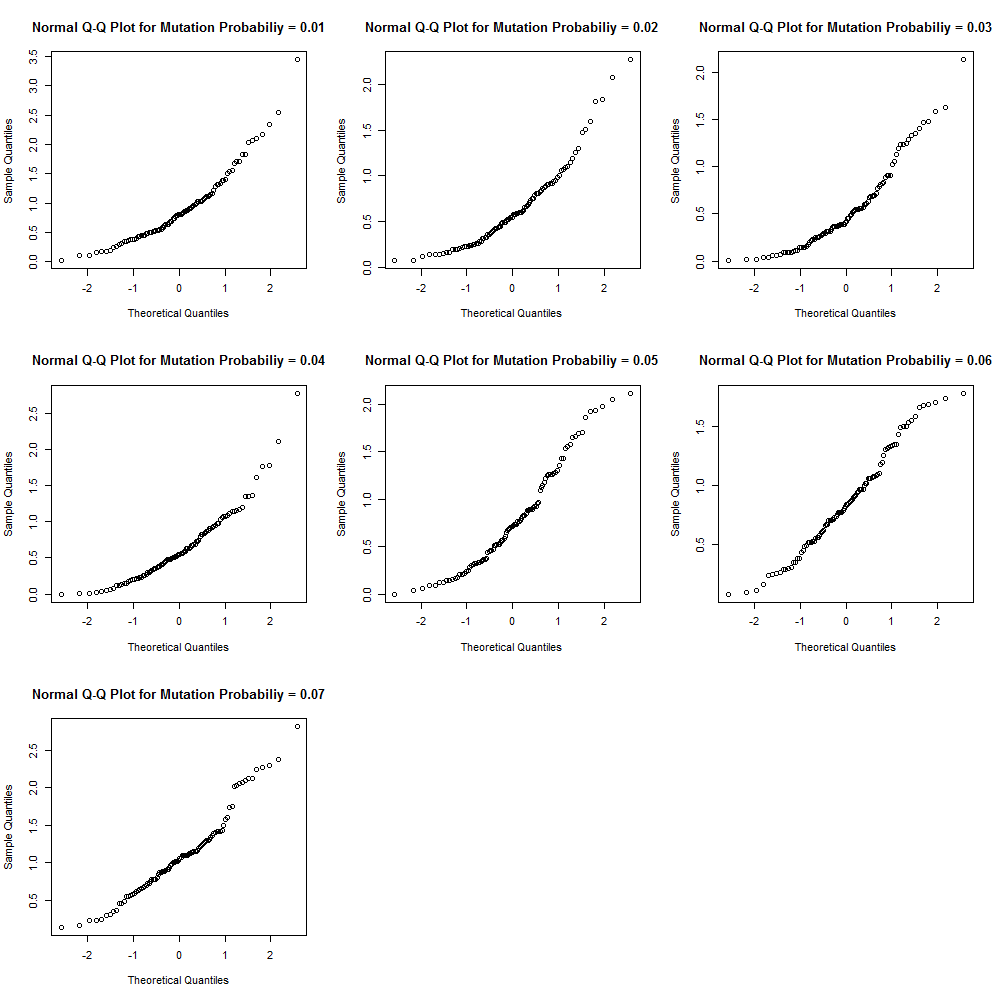 Normal Q-Q Plot for Mutation Probabiliy = 0.01
Sample Quantiles
0.0 0.5 1.0 1.5 2.0 2.5 3.0 3.5
-2 -1 0 1 2
Theoretical Quantiles
Normal Q-Q Plot for Mutation Probabiliy = 0.02
Sample Quantiles
0.0 0.5 1.0 1.5 2.0
-2 -1 0 1 2
Theoretical Quantiles
Normal Q-Q Plot for Mutation Probabiliy = 0.03
Sample Quantiles
0.0 0.5 1.0 1.5 2.0
-2 -1 0 1 2
Theoretical Quantiles
Normal Q-Q Plot for Mutation Probabiliy = 0.04
Sample Quantiles
0.0 0.5 1.0 1.5 2.0 2.5
-2 -1 0 1 2
Theoretical Quantiles
Normal Q-Q Plot for Mutation Probabiliy = 0.05
Sample Quantiles
0.0 0.5 1.0 1.5 2.0
-2 -1 0 1 2
Theoretical Quantiles
Normal Q-Q Plot for Mutation Probabiliy = 0.06
Sample Quantiles
0.5 1.0 1.5
-2 -1 0 1 2
Theoretical Quantiles
Normal Q-Q Plot for Mutation Probabiliy = 0.07
Sample Quantiles
0.5 1.0 1.5 2.0 2.5
-2 -1 0 1 2
Theoretical Quantiles